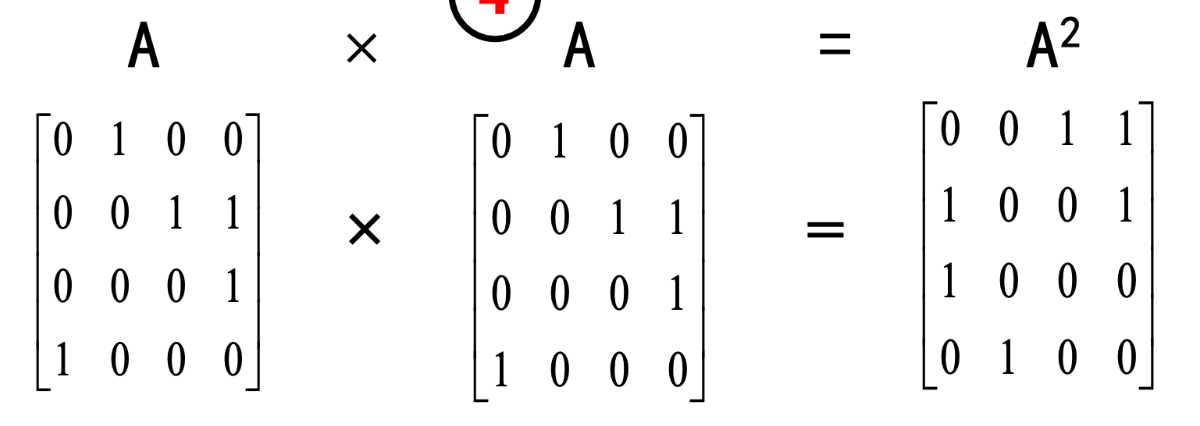 4
A × A = A²
0 1 0 0   0 1 0 0   0 0 1 1
0 0 1 1   0 0 1 1   1 0 0 1
× =
0 0 0 1   0 0 0 1   1 0 0 0
1 0 0 0   1 0 0 0   0 1 0 0